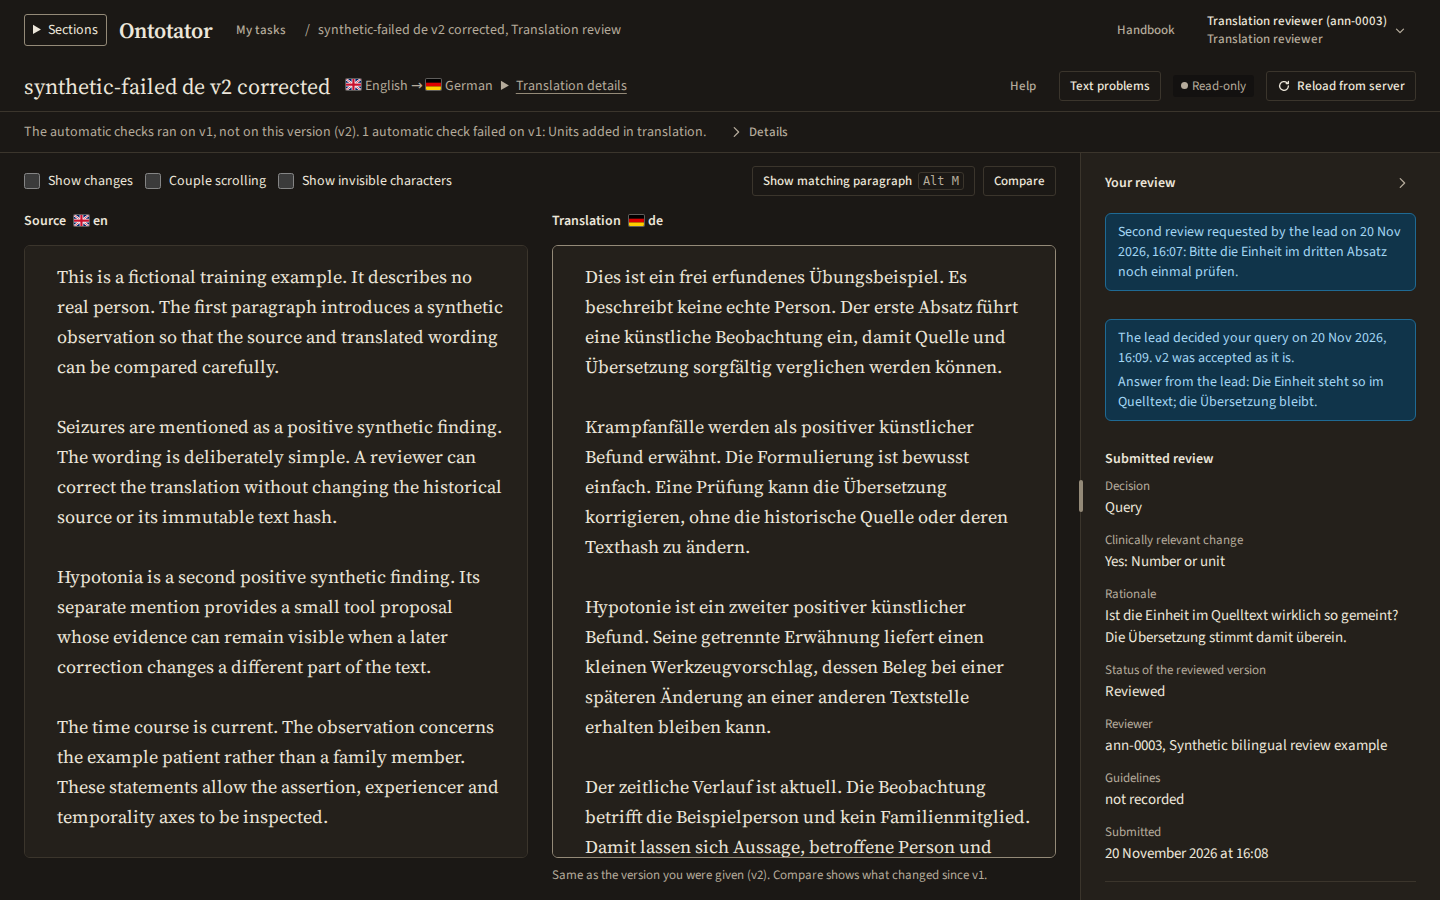 Sections
Ontotator
My tasks / synthetic-failed de v2 corrected, Translation review
Handbook
Translation reviewer (ann-0003)
Translation reviewer
synthetic-failed de v2 corrected
English → German
Translation details
Help
Text problems
Read-only
Reload from server
The automatic checks ran on v1, not on this version (v2). 1 automatic check failed on v1: Units added in translation.
Details
Show changes
Couple scrolling
Show invisible characters
Show matching paragraph Alt M
Compare
Source en
This is a fictional training example. It describes no
real person. The first paragraph introduces a synthetic
observation so that the source and translated wording
can be compared carefully.
Seizures are mentioned as a positive synthetic finding.
The wording is deliberately simple. A reviewer can
correct the translation without changing the historical
source or its immutable text hash.
Hypotonia is a second positive synthetic finding. Its
separate mention provides a small tool proposal
whose evidence can remain visible when a later
correction changes a different part of the text.
The time course is current. The observation concerns
the example patient rather than a family member.
These statements allow the assertion, experiencer and
temporality axes to be inspected.
Translation de
Dies ist ein frei erfundenes Übungsbeispiel. Es
beschreibt keine echte Person. Der erste Absatz führt
eine künstliche Beobachtung ein, damit Quelle und
Übersetzung sorgfältig verglichen werden können.
Krampfanfälle werden als positiver künstlicher
Befund erwähnt. Die Formulierung ist bewusst
einfach. Eine Prüfung kann die Übersetzung
korrigieren, ohne die historische Quelle oder deren
Texthash zu ändern.
Hypotonie ist ein zweiter positiver künstlicher
Befund. Seine getrennte Erwähnung liefert einen
kleinen Werkzeugvorschlag, dessen Beleg bei einer
späteren Änderung an einer anderen Textstelle
erhalten bleiben kann.
Der zeitliche Verlauf ist aktuell. Die Beobachtung
betrifft die Beispielperson und kein Familienmitglied.
Damit lassen sich Aussage, betroffene Person und
Same as the version you were given (v2). Compare shows what changed since v1.
Your review
Second review requested by the lead on 20 Nov
2026, 16:07: Bitte die Einheit im dritten Absatz
noch einmal prüfen.
The lead decided your query on 20 Nov 2026,
16:09. v2 was accepted as it is.
Answer from the lead: Die Einheit steht so im
Quelltext; die Übersetzung bleibt.
Submitted review
Decision
Query
Clinically relevant change
Yes: Number or unit
Rationale
Ist die Einheit im Quelltext wirklich so gemeint?
Die Übersetzung stimmt damit überein.
Status of the reviewed version
Reviewed
Reviewer
ann-0003, Synthetic bilingual review example
Guidelines
not recorded
Submitted
20 November 2026 at 16:08